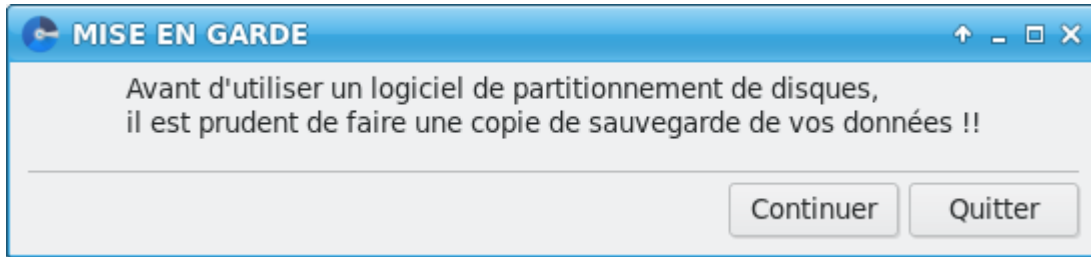 MISE EN GARDE
Avant d'utiliser un logiciel de partitionnement de disques,
il est prudent de faire une copie de sauvegarde de vos données !!
Continuer Quitter